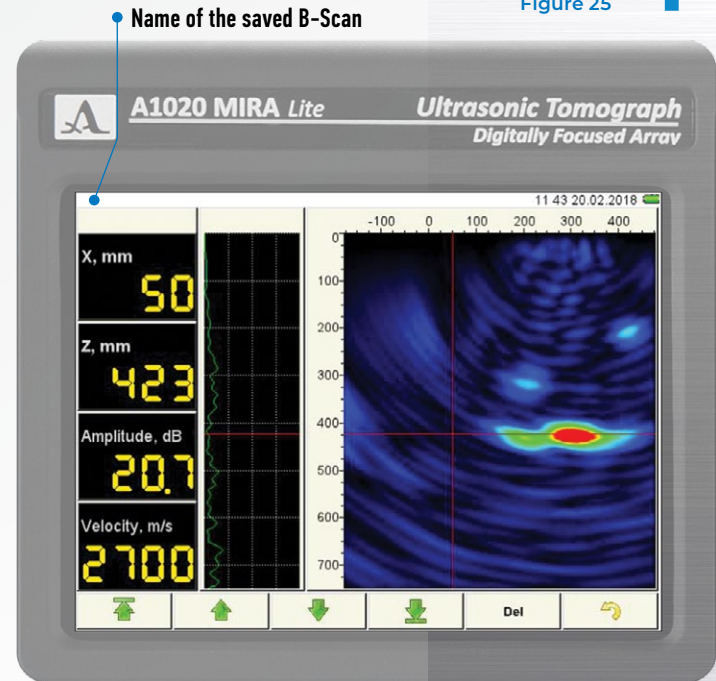 Figure 25
Name of the saved B-Scan
A1020 MIRA Lite
Ultrasonic Tomograph
Digitally Focused Array
11 43 20.02.2018
X, mm
50
Z, mm
423
Amplitude, dB
20.7
Velocity, m/s
2700
-100 0 100 200 300 400
0
100
200
300
400
500
600
700
Del